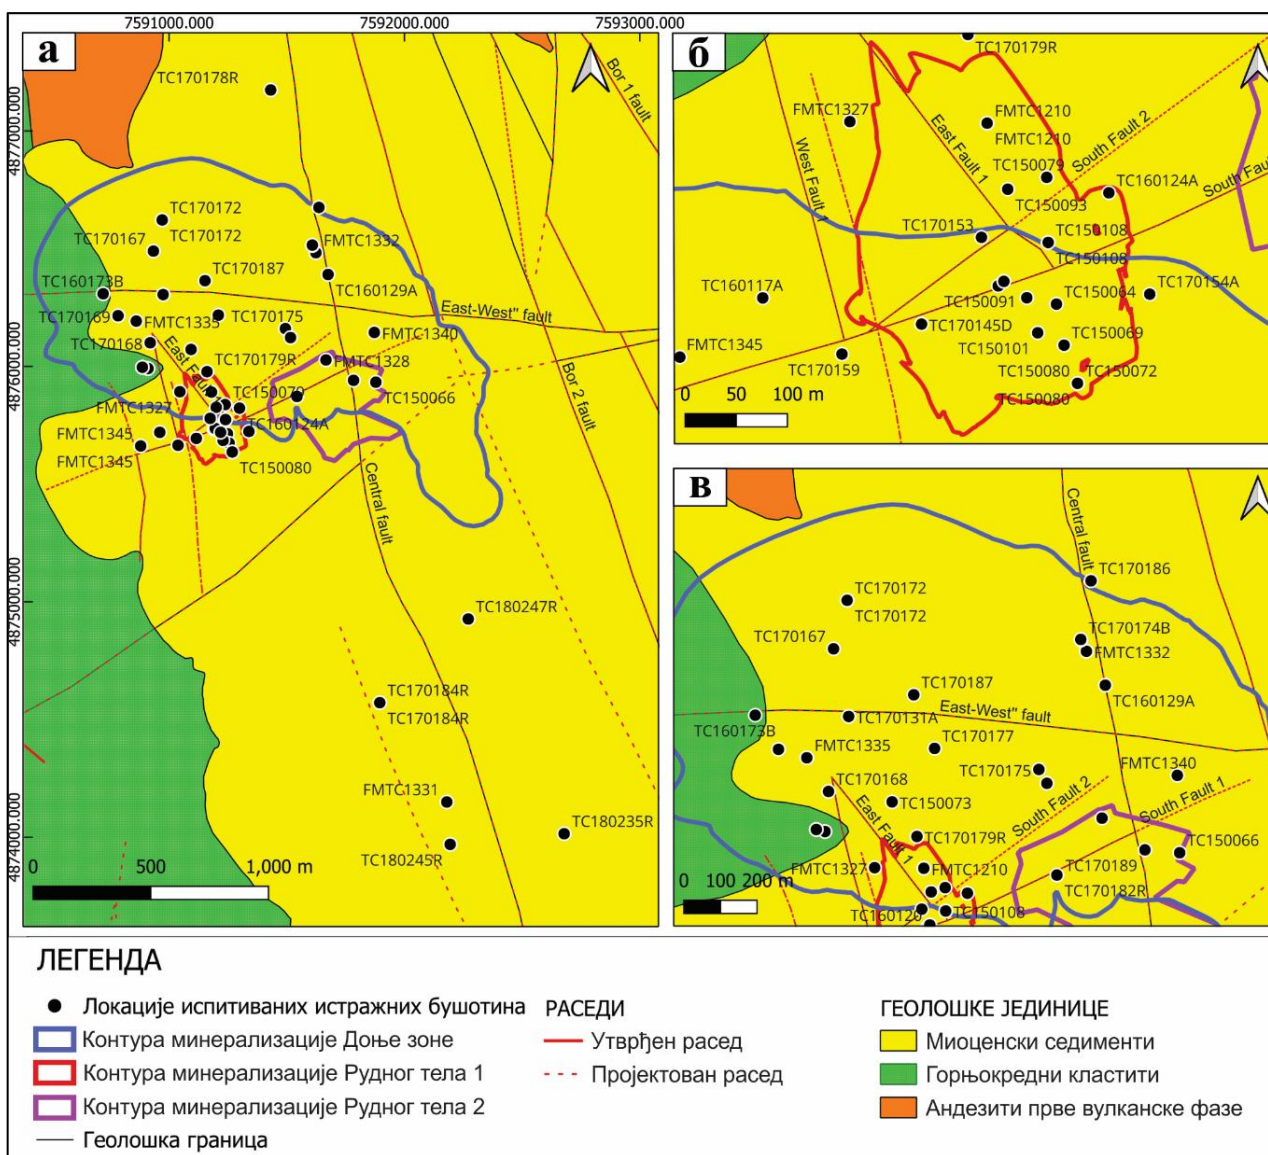 7591000.000
7592000.000
7593000.000
4877000.000
4876000.000
4875000.000
4874000.000
а
TC170178R
Bor 1 fault
TC170172
TC170172
TC170167
FMTC1332
TC170187
TC160173B
TC160129A
East-West" fault
TC170169
FMTC1335
TC170175
FMTC1340
TC170168
East Fault
TC170179R
FMTC1328
TC150079
TC150066
Bor 2 fault
FMTC1327
TC160124A
FMTC1345
FMTC1345
TC150080
Central fault
TC180247R
TC170184R
TC170184R
FMTC1331
TC180235R
TC180245R
0 500 1,000 m
б
TC170179R
FMTC1327
FMTC1210
FMTC1210
East Fault 1
South Fault 2
West Fault 1
TC150079
TC160124A
South Fau
TC150093
TC170153
TC150108
TC150108
TC160117A
TC150091
TC150064
TC170154A
TC170145D
TC150069
TC150101
FMTC1345
TC170159
TC150080
TC150072
TC150080
0 50 100 m
в
Central fault
TC170186
TC170172
TC170172
TC170167
TC170174B
FMTC1332
TC170187
TC160129A
East-West" fault
TC170131A
TC160173B
TC170177
FMTC1335
TC170175
FMTC1340
TC170168
TC150073
South Fault 2
South Fault 1
East Fault 1
TC170179R
TC150066
FMTC1327
FMTC1210
TC170189
TC170182R
TC160120
TC150108
0 100 200 m
ЛЕГЕНДА
Локације испитиваних истражних бушотина
Контура минерализације Доње зоне
Контура минерализације Рудног тела 1
Контура минерализације Рудног тела 2
Геолошка граница
РАСЕДИ
Утврђен расед
Пројектован расед
ГЕОЛОШКЕ ЈЕДИНИЦЕ
Миоценски седименти
Горњокредни кластити
Андезити прве вулканске фазе